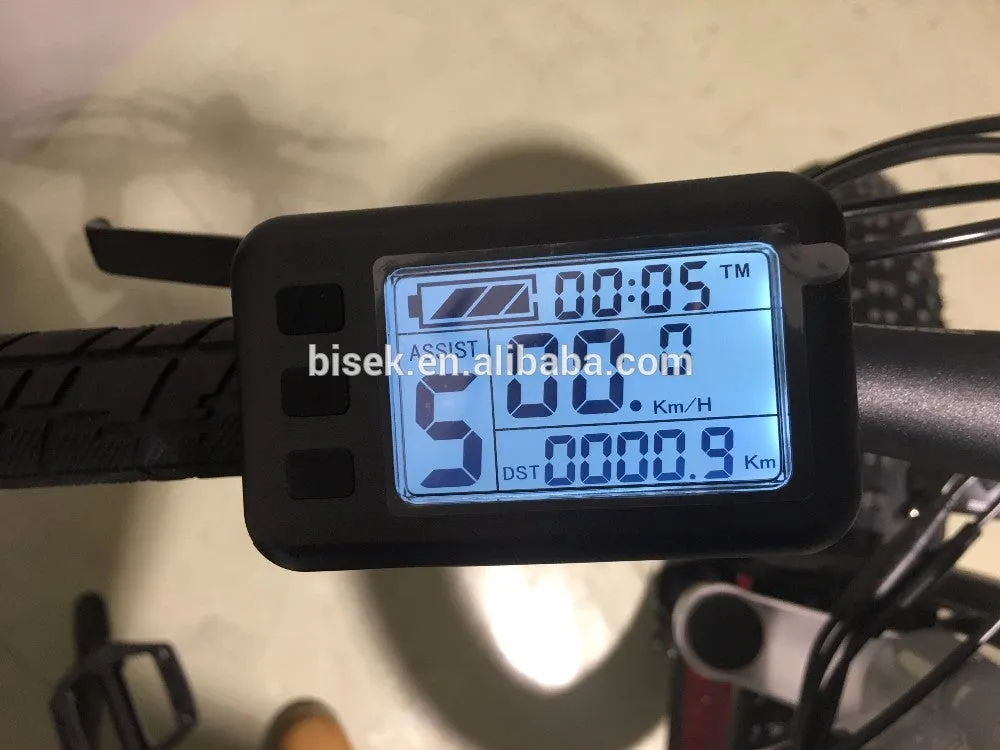 00:05 TM
ASSIST
5
00.0 Km/H
DST 0000.9 Km
bisek.en.alibaba.com